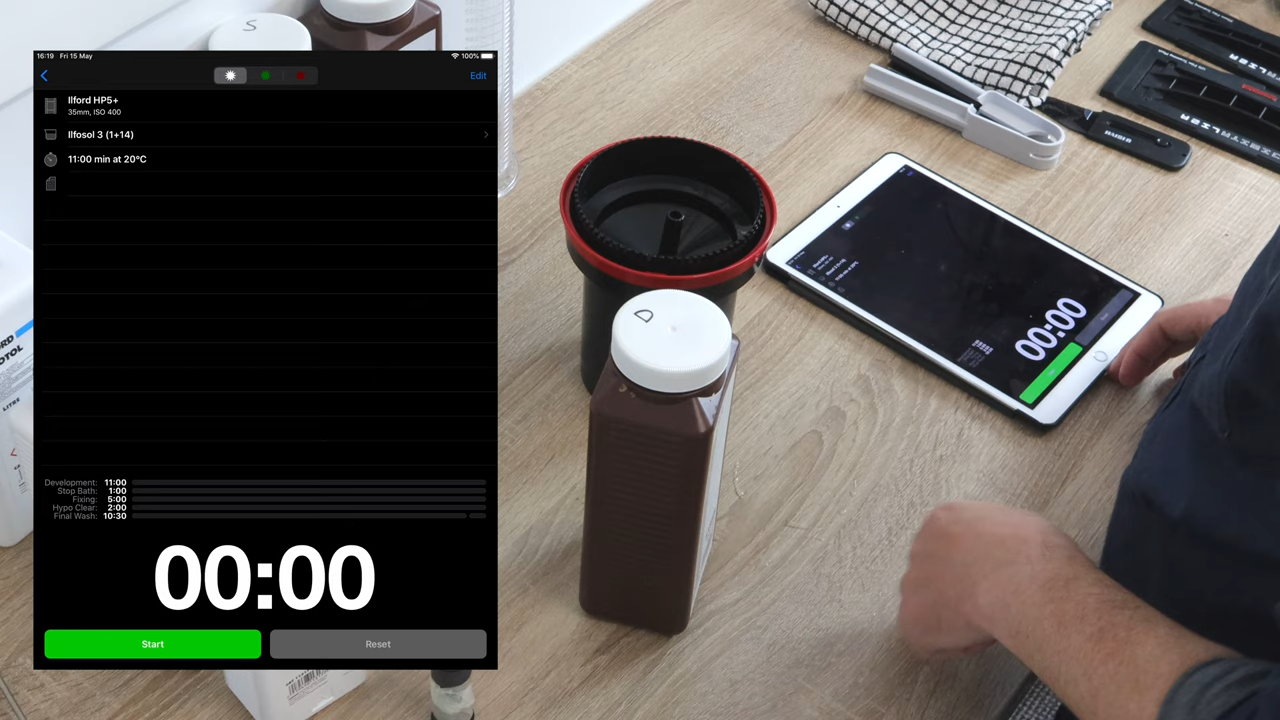 S
16:19 Fri 15 May
100%
Edit
Ilford HP5+
35mm, ISO 400
Ilfosol 3 (1+14)
11:00 min at 20°C
Development: 11:00
Stop Bath: 1:00
Fixing: 5:00
Hypo Clear: 2:00
Final Wash: 10:30
00:00
Start
Reset
D
00:00
LITRE